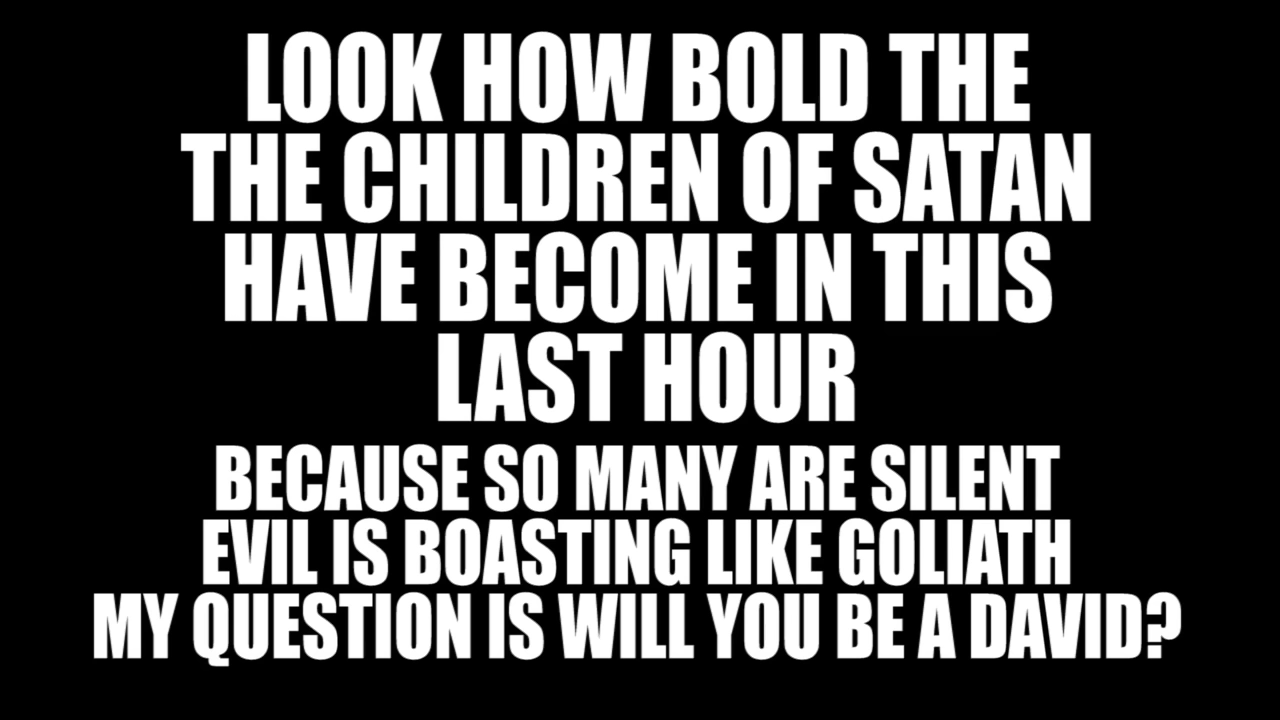 LOOK HOW BOLD THE
THE CHILDREN OF SATAN
HAVE BECOME IN THIS
LAST HOUR
BECAUSE SO MANY ARE SILENT
EVIL IS BOASTING LIKE GOLIATH
MY QUESTION IS WILL YOU BE A DAVID?